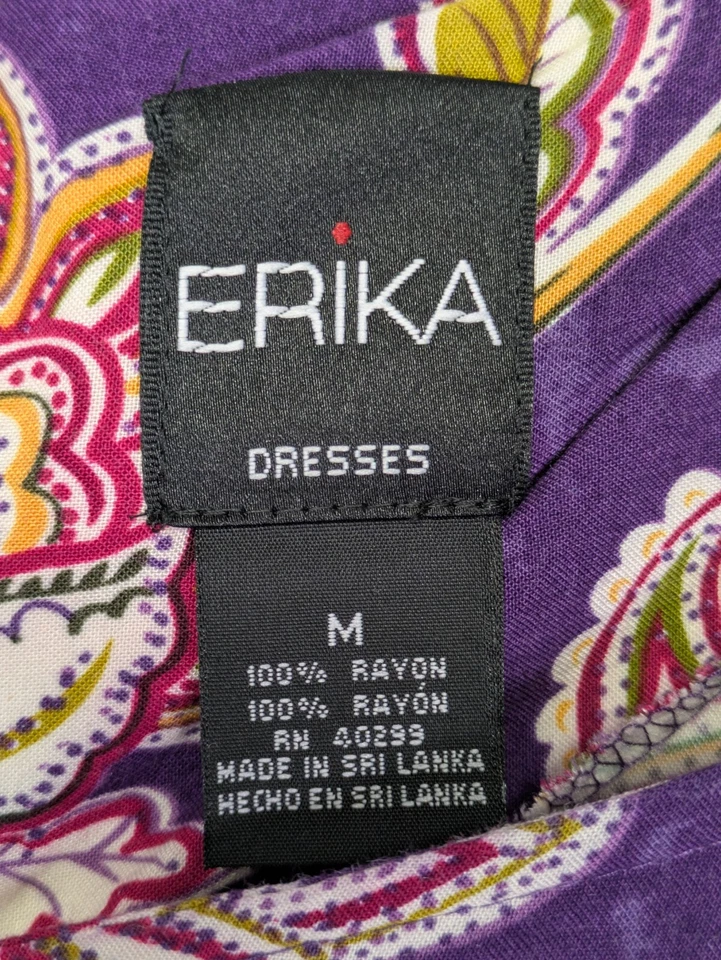 ERIKA
DRESSES
M
100% RAYON
100% RAYÓN
RN 40299
MADE IN SRI LANKA
HECHO EN SRI LANKA